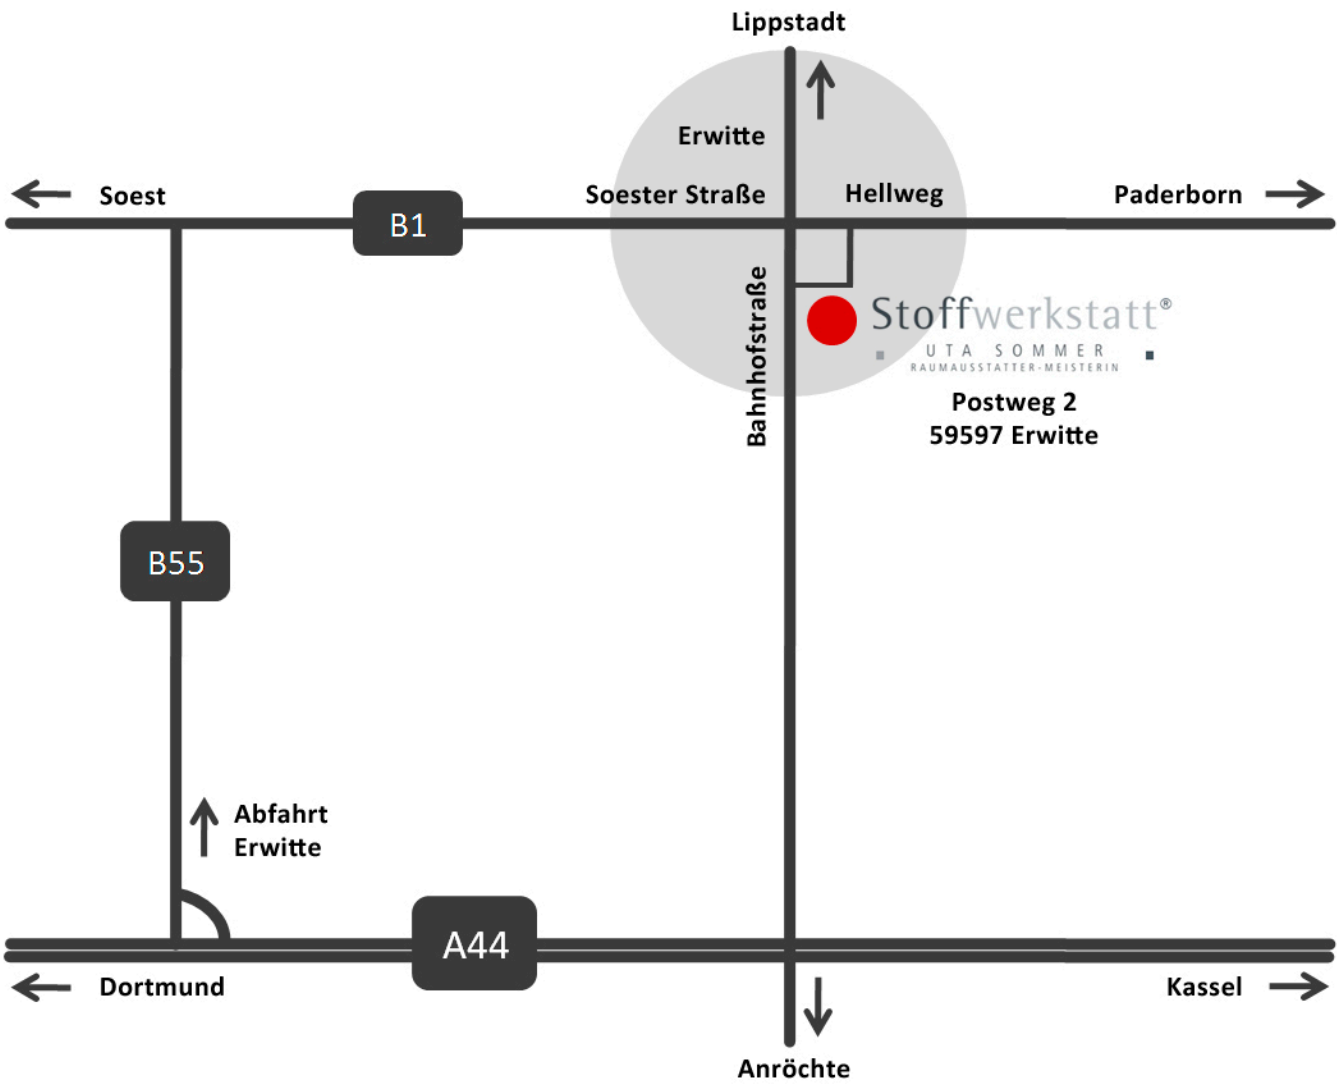 Lippstadt
Erwitte
Soest
Soester Straße
Hellweg
Paderborn
B1
Bahnhofstraße
Stoffwerkstatt®
UTA SOMMER
RAUMAUSSTATTER-MEISTERIN
Postweg 2
59597 Erwitte
B55
Abfahrt
Erwitte
A44
Dortmund
Kassel
Anröchte